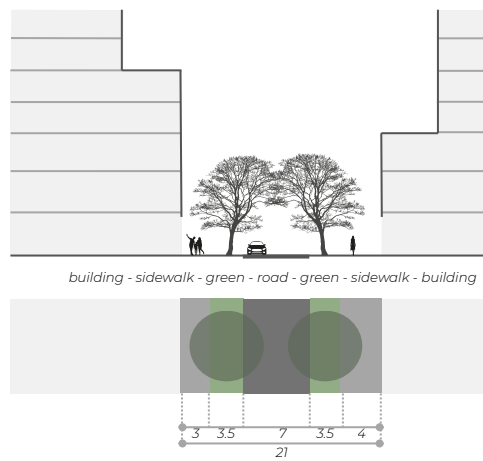 building - sidewalk - green - road - green - sidewalk - building
3 3.5 7 3.5 4
21